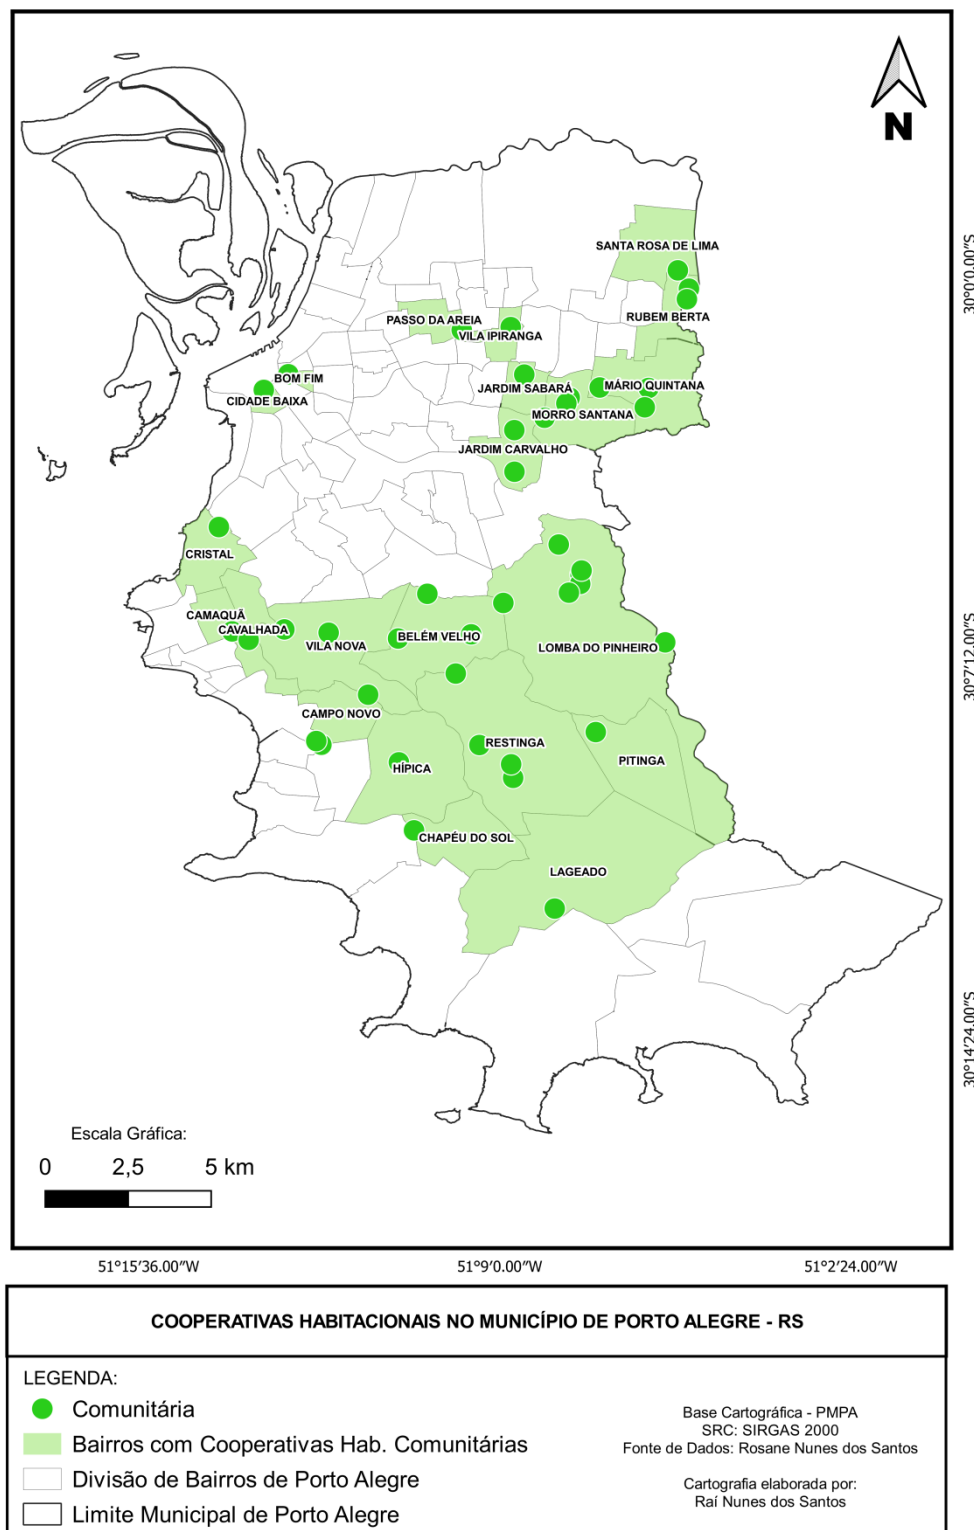 N
SANTA ROSA DE LIMA
RUBEM BERTA
PASSO DA AREIA
VILA IPIRANGA
BOM FIM
CIDADE BAIXA
JARDIM SABARÁ
MÁRIO QUINTANA
MORRO SANTANA
JARDIM CARVALHO
CRISTAL
CAMAQUÃ
CAVALHADA
VILA NOVA
BELÉM VELHO
LOMBA DO PINHEIRO
CAMPO NOVO
RESTINGA
PITINGA
HÍPICA
CHAPÉU DO SOL
LAGEADO
30°0′0.00″S
30°7′12.00″S
30°14′24.00″S
Escala Gráfica:
0 2,5 5 km
51°15′36.00″W 51°9′0.00″W 51°2′24.00″W
COOPERATIVAS HABITACIONAIS NO MUNICÍPIO DE PORTO ALEGRE - RS
LEGENDA:
Comunitária
Bairros com Cooperativas Hab. Comunitárias
Divisão de Bairros de Porto Alegre
Limite Municipal de Porto Alegre
Base Cartográfica - PMPA
SRC: SIRGAS 2000
Fonte de Dados: Rosane Nunes dos Santos
Cartografia elaborada por:
Raí Nunes dos Santos